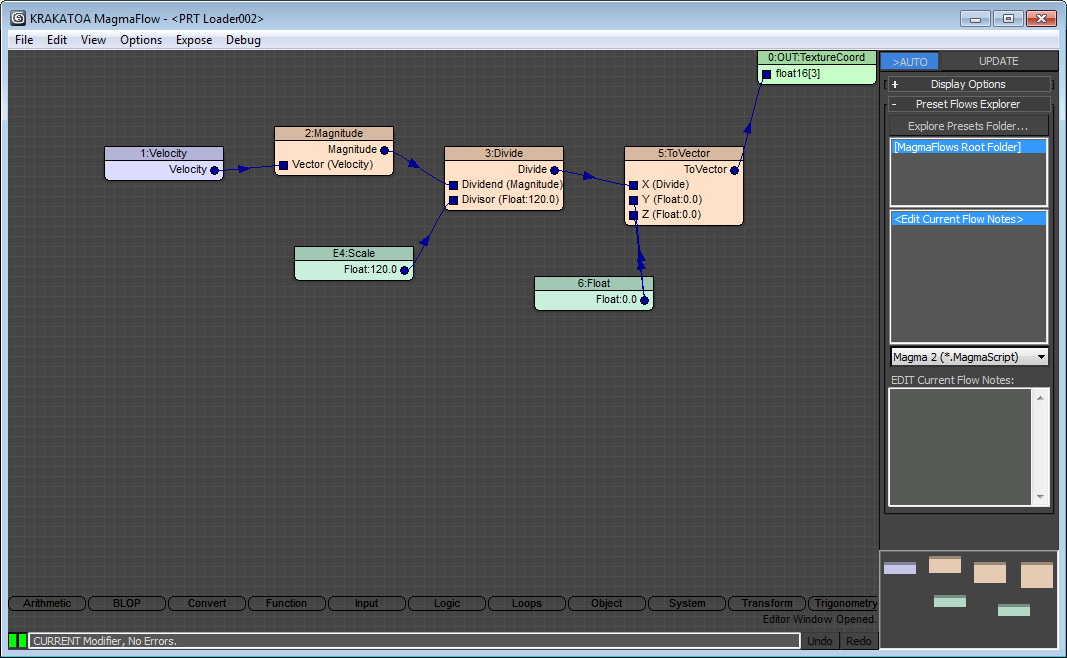 KRAKATOA MagmaFlow - <PRT Loader002>
File Edit View Options Expose Debug
0:OUT:TextureCoord
float16[3]
2:Magnitude
Magnitude
Vector (Velocity)
1:Velocity
Velocity
3:Divide
Divide
Dividend (Magnitude)
Divisor (Float:120.0)
5:ToVector
ToVector
X (Divide)
Y (Float:0.0)
Z (Float:0.0)
E4:Scale
Float:120.0
6:Float
Float:0.0
>AUTO UPDATE
+ Display Options
- Preset Flows Explorer
Explore Presets Folder...
[MagmaFlows Root Folder]
<Edit Current Flow Notes>
Magma 2 (*.MagmaScript)
EDIT Current Flow Notes:
Arithmetic BLOP Convert Function Input Logic Loops Object System Transform Trigonometry
Editor Window Opened.
CURRENT Modifier, No Errors. Undo Redo